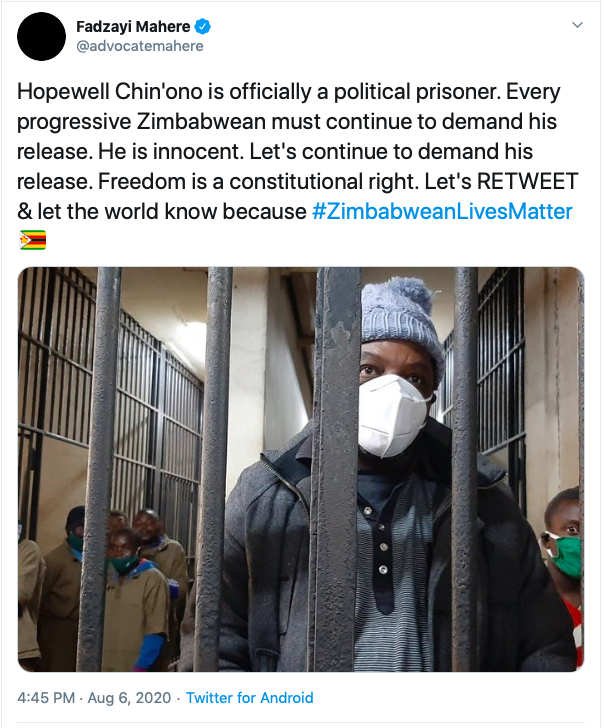 Fadzayi Mahere
@advocatemahere
Hopewell Chin'ono is officially a political prisoner. Every
progressive Zimbabwean must continue to demand his
release. He is innocent. Let's continue to demand his
release. Freedom is a constitutional right. Let's RETWEET
& let the world know because #ZimbabweanLivesMatter
🇿🇼
4:45 PM · Aug 6, 2020 · Twitter for Android